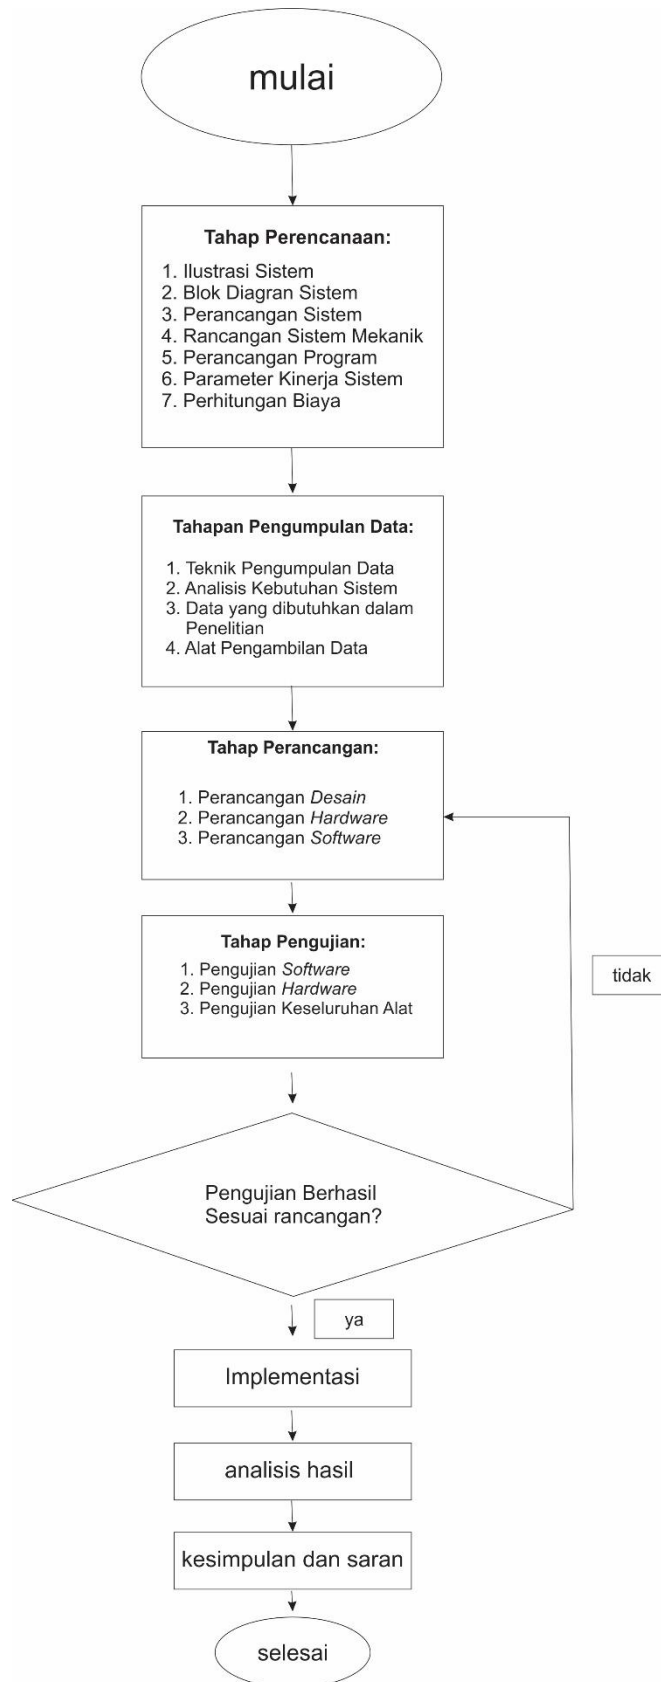 mulai
Tahap Perencanaan:
1. Ilustrasi Sistem
2. Blok Diagran Sistem
3. Perancangan Sistem
4. Rancangan Sistem Mekanik
5. Perancangan Program
6. Parameter Kinerja Sistem
7. Perhitungan Biaya
Tahapan Pengumpulan Data:
1. Teknik Pengumpulan Data
2. Analisis Kebutuhan Sistem
3. Data yang dibutuhkan dalam
Penelitian
4. Alat Pengambilan Data
Tahap Perancangan:
1. Perancangan Desain
2. Perancangan Hardware
3. Perancangan Software
Tahap Pengujian:
1. Pengujian Software
2. Pengujian Hardware
3. Pengujian Keseluruhan Alat
tidak
Pengujian Berhasil
Sesuai rancangan?
ya
Implementasi
analisis hasil
kesimpulan dan saran
selesai